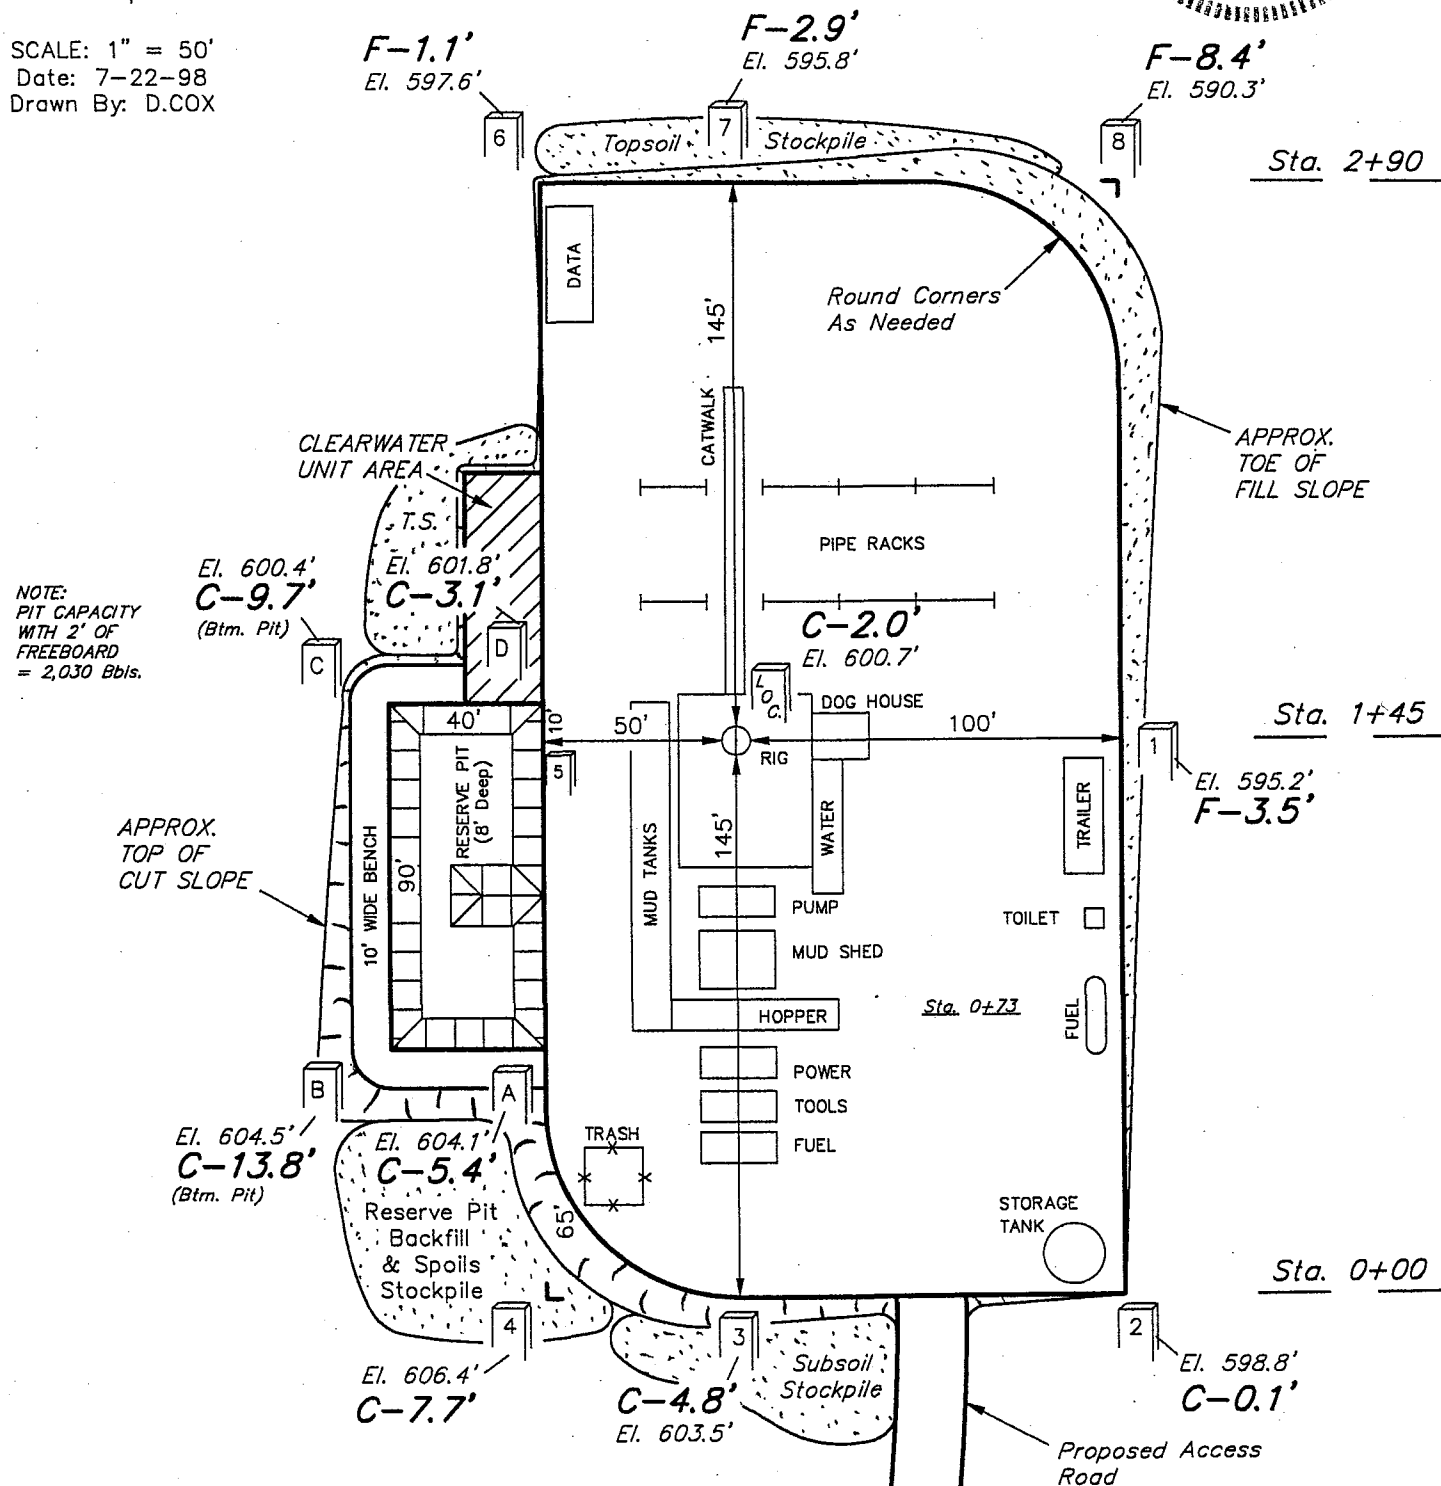 SCALE: 1" = 50'
Date: 7-22-98
Drawn By: D.COX
F-1.1'
El. 597.6'
F-2.9'
El. 595.8'
F-8.4'
El. 590.3'
6
7
8
Topsoil Stockpile
Sta. 2+90
DATA
145'
Round Corners
As Needed
CATWALK
CLEARWATER
UNIT AREA
APPROX.
TOE OF
FILL SLOPE
T.S.
PIPE RACKS
El. 600.4'
C-9.7'
(Btm. Pit)
El. 601.8'
C-3.1'
NOTE:
PIT CAPACITY
WITH 2' OF
FREEBOARD
= 2,030 Bbls.
C-2.0'
El. 600.7'
C
D
LOC.
DOG HOUSE
40'
10'
50'
100'
RIG
Sta. 1+45
1
5
El. 595.2'
F-3.5'
RESERVE PIT
(8' Deep)
TRAILER
WATER
145'
MUD TANKS
APPROX.
TOP OF
CUT SLOPE
10' WIDE BENCH
90'
PUMP
TOILET
MUD SHED
Sta. 0+73
HOPPER
FUEL
B
A
POWER
TOOLS
FUEL
TRASH
El. 604.5'
C-13.8'
(Btm. Pit)
El. 604.1'
C-5.4'
Reserve Pit
Backfill
& Spoils
Stockpile
65'
STORAGE
TANK
Sta. 0+00
4
3
2
Subsoil
Stockpile
El. 606.4'
C-7.7'
C-4.8'
El. 603.5'
El. 598.8'
C-0.1'
Proposed Access
Road